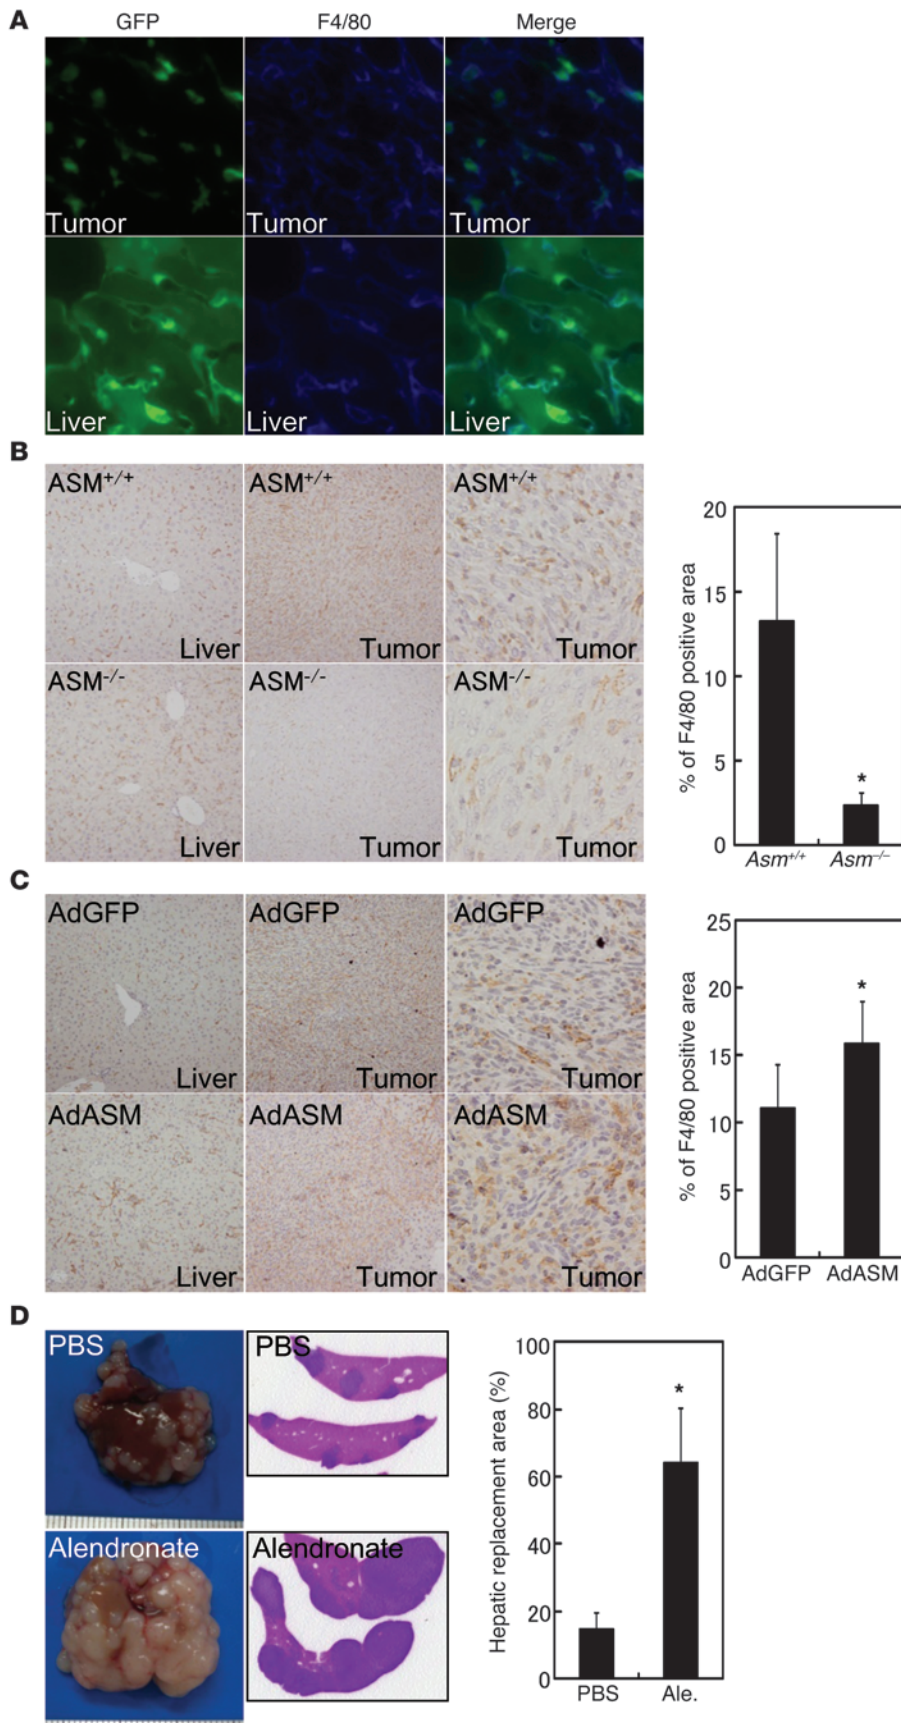 A
GFP F4/80 Merge
Tumor Tumor Tumor
Liver Liver Liver
B
ASM+/+ ASM+/+ ASM+/+
Liver Tumor Tumor
ASM-/- ASM-/- ASM-/-
Liver Tumor Tumor
% of F4/80 positive area
20
15
10
5
0
*
Asm+/+ Asm–/–
C
AdGFP AdGFP AdGFP
Liver Tumor Tumor
AdASM AdASM AdASM
Liver Tumor Tumor
% of F4/80 positive area
25
20
15
10
5
0
*
AdGFP AdASM
D
PBS PBS
Alendronate Alendronate
Hepatic replacement area (%)
100
80
60
40
20
0
*
PBS Ale.